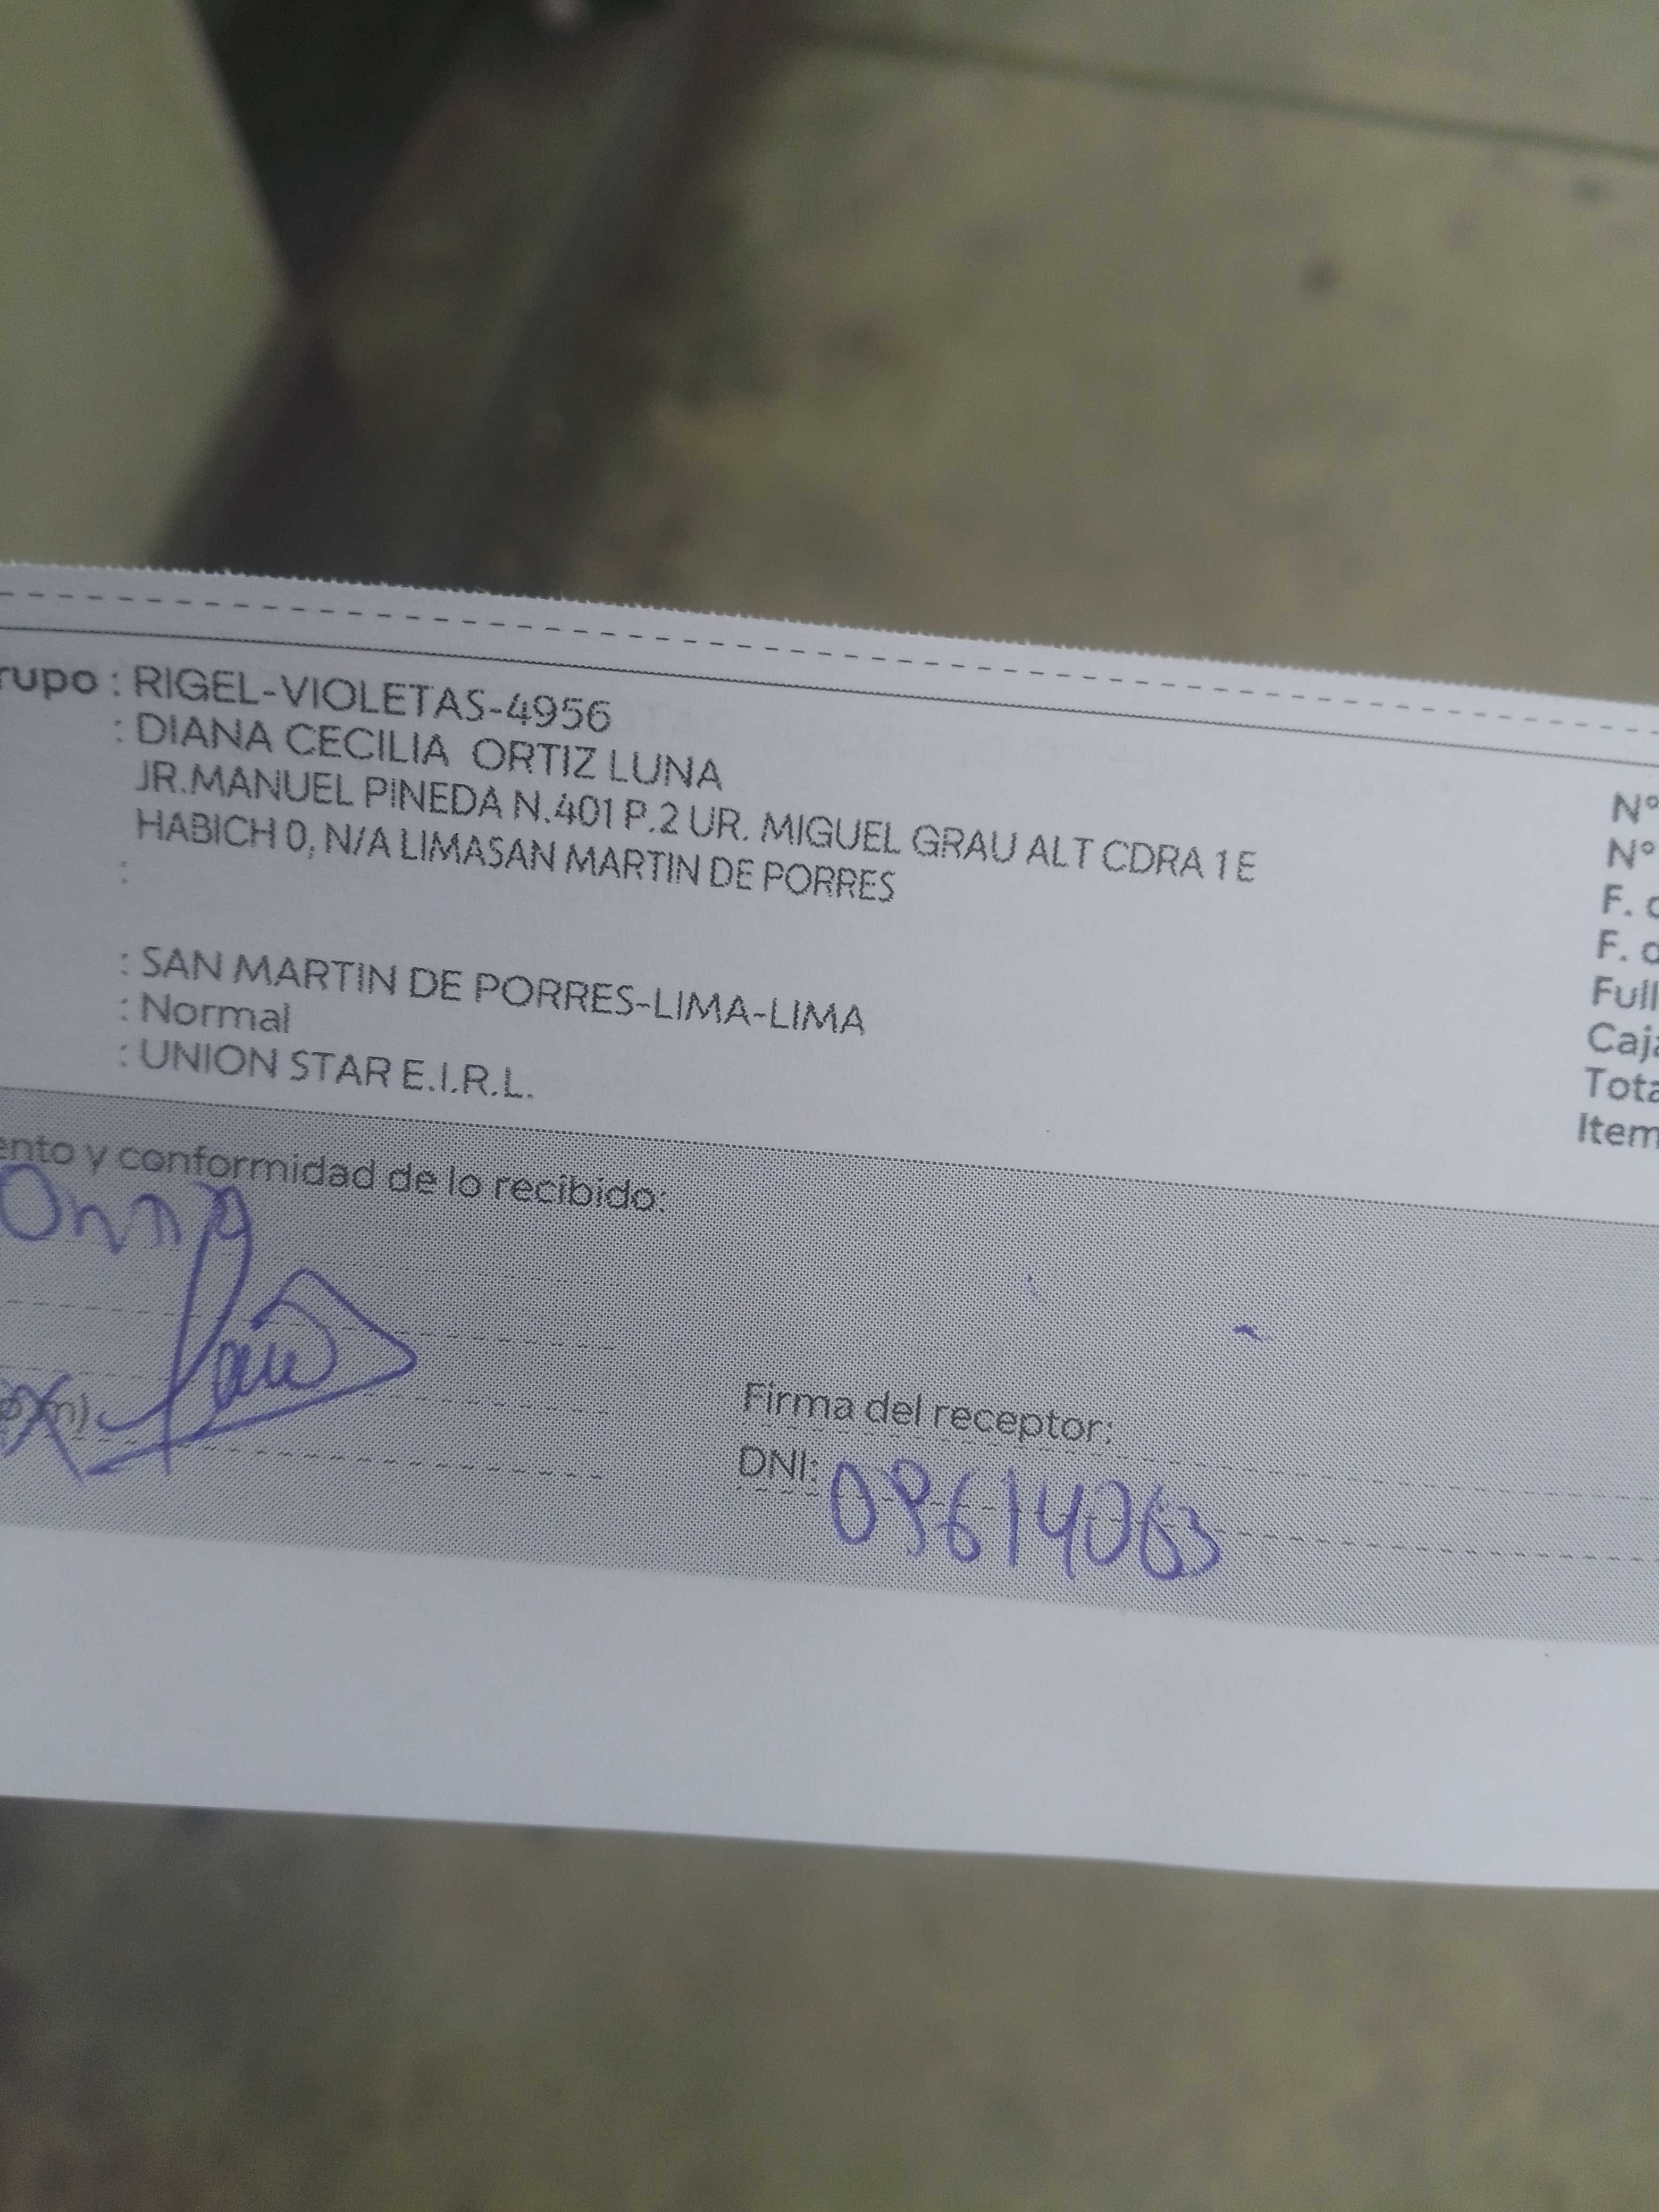 rupo : RIGEL-VIOLETAS-4956
: DIANA CECILIA ORTIZ LUNA
JR.MANUEL PINEDA N.401 P.2 UR. MIGUEL GRAU ALT CDRA 1 E
HABICH 0, N/A LIMASAN MARTIN DE PORRES
:
: SAN MARTIN DE PORRES-LIMA-LIMA
: Normal
: UNION STAR E.I.R.L.
N°
N°
F. d
F. d
Full
Caja
Tota
Item
ento y conformidad de lo recibido:
Firma del receptor:
DNI: 09614063